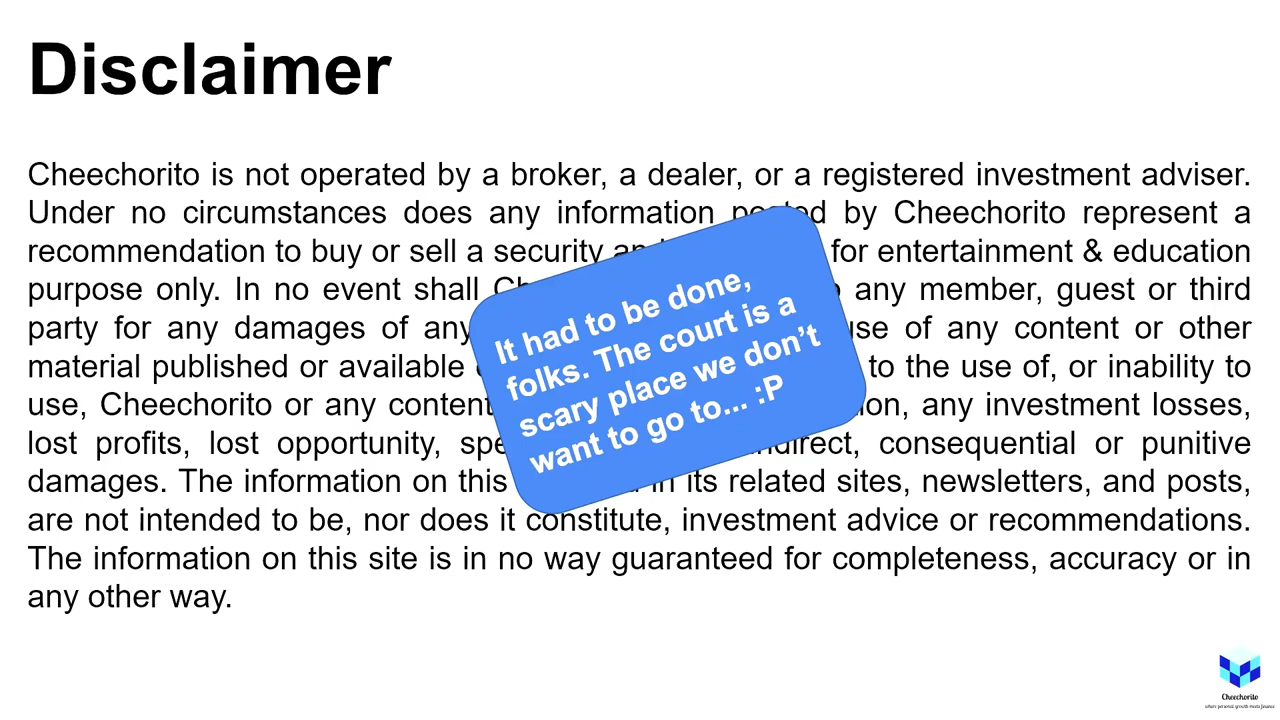 Disclaimer
Cheechorito is not operated by a broker, a dealer, or a registered investment adviser.
Under no circumstances does any information posted by Cheechorito represent a
recommendation to buy or sell a security for entertainment & education
purpose only. In no event shall any member, guest or third
party for any damages of any use of any content or other
material published or available to the use of, or inability to
use, Cheechorito or any content any investment losses,
lost profits, lost opportunity, indirect, consequential or punitive
damages. The information on this in its related sites, newsletters, and posts,
are not intended to be, nor does it constitute, investment advice or recommendations.
The information on this site is in no way guaranteed for completeness, accuracy or in
any other way.
It had to be done,
folks. The court is a
scary place we don’t
want to go to... :P
Cheechorito
where personal growth meets finance